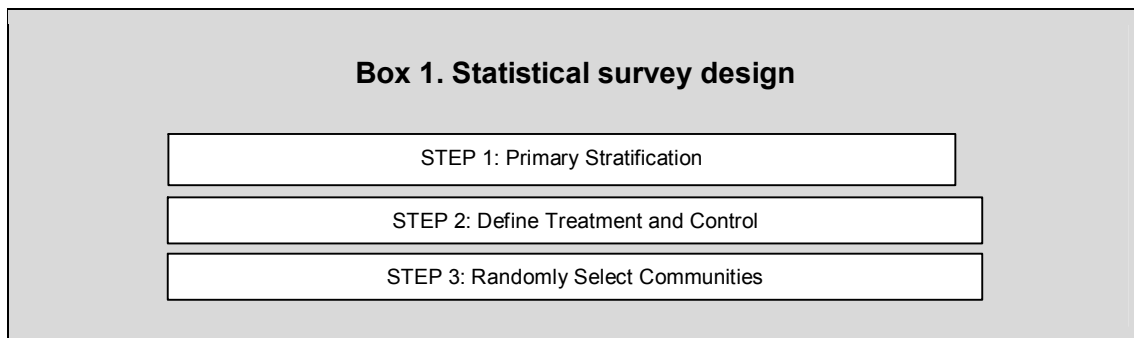 Box 1. Statistical survey design
STEP 1: Primary Stratification
STEP 2: Define Treatment and Control
STEP 3: Randomly Select Communities